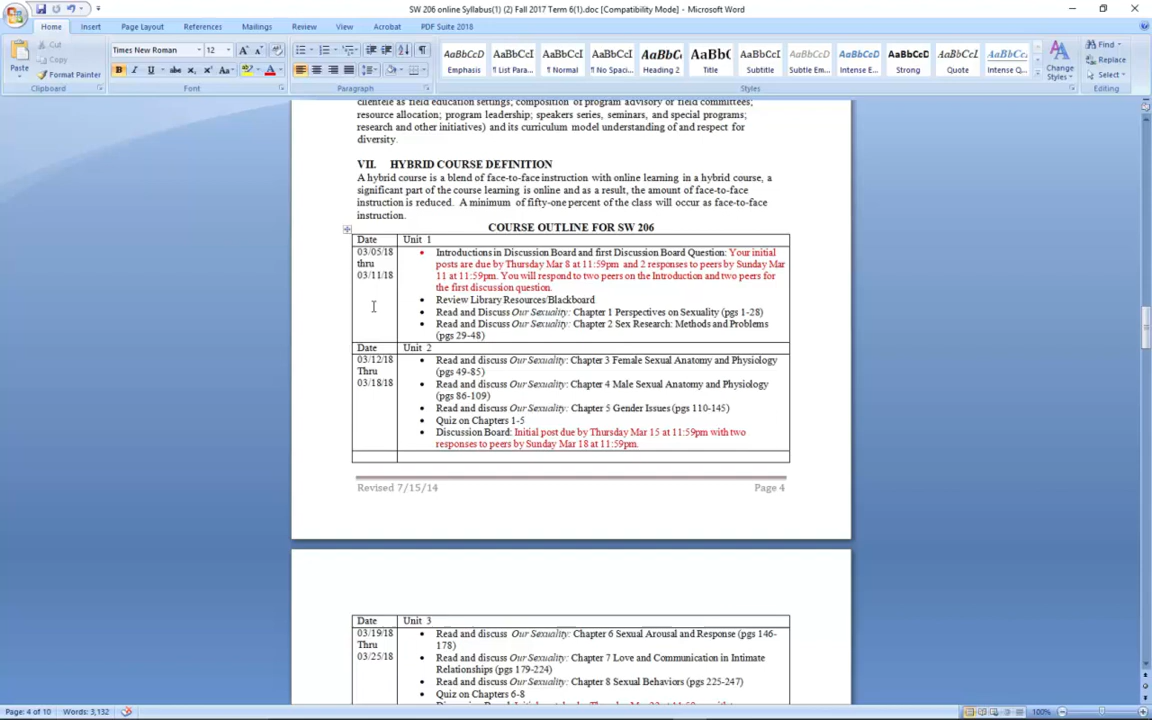 SW 206 online Syllabus(1) (2) Fall 2017 Term 6(1).doc [Compatibility Mode] - Microsoft Word
Home Insert Page Layout References Mailings Review View Acrobat PDF Suite 2018
Paste
Cut
Copy
Format Painter
Clipboard
Times New Roman 12
Font
Paragraph
AaBbCcD AaBbCcI AaBbCcI AaBbCcI AaBbC AaBb( AaBbCcI AaBbCcD AaBbCcD AaBbCcI AaBbCcL AaBbCcL
Emphasis ¶ List Para... ¶ Normal ¶ No Spaci... Heading 2 Title Subtitle Subtle Em... Intense E... Strong Quote Intense Q...
Change Styles
Styles
Find
Replace
Select
Editing
clientele as field education settings; composition of program advisory or field committees;
resource allocation; program leadership; speakers series, seminars, and special programs;
research and other initiatives) and its curriculum model understanding of and respect for
diversity.
VII. HYBRID COURSE DEFINITION
A hybrid course is a blend of face-to-face instruction with online learning in a hybrid course, a
significant part of the course learning is online and as a result, the amount of face-to-face
instruction is reduced. A minimum of fifty-one percent of the class will occur as face-to-face
instruction.
COURSE OUTLINE FOR SW 206
Date Unit 1
03/05/18
thru
03/11/18
• Introductions in Discussion Board and first Discussion Board Question: Your initial
posts are due by Thursday Mar 8 at 11:59pm and 2 responses to peers by Sunday Mar
11 at 11:59pm. You will respond to two peers on the Introduction and two peers for
the first discussion question.
• Review Library Resources/Blackboard
• Read and Discuss Our Sexuality: Chapter 1 Perspectives on Sexuality (pgs 1-28)
• Read and Discuss Our Sexuality: Chapter 2 Sex Research: Methods and Problems
(pgs 29-48)
Date Unit 2
03/12/18
Thru
03/18/18
• Read and discuss Our Sexuality: Chapter 3 Female Sexual Anatomy and Physiology
(pgs 49-85)
• Read and discuss Our Sexuality: Chapter 4 Male Sexual Anatomy and Physiology
(pgs 86-109)
• Read and discuss Our Sexuality: Chapter 5 Gender Issues (pgs 110-145)
• Quiz on Chapters 1-5
• Discussion Board: Initial post due by Thursday Mar 15 at 11:59pm with two
responses to peers by Sunday Mar 18 at 11:59pm.
Revised 7/15/14 Page 4
Date Unit 3
03/19/18
Thru
03/25/18
• Read and discuss Our Sexuality: Chapter 6 Sexual Arousal and Response (pgs 146-
178)
• Read and discuss Our Sexuality: Chapter 7 Love and Communication in Intimate
Relationships (pgs 179-224)
• Read and discuss Our Sexuality: Chapter 8 Sexual Behaviors (pgs 225-247)
• Quiz on Chapters 6-8
Page: 4 of 10 Words: 3,132 100%